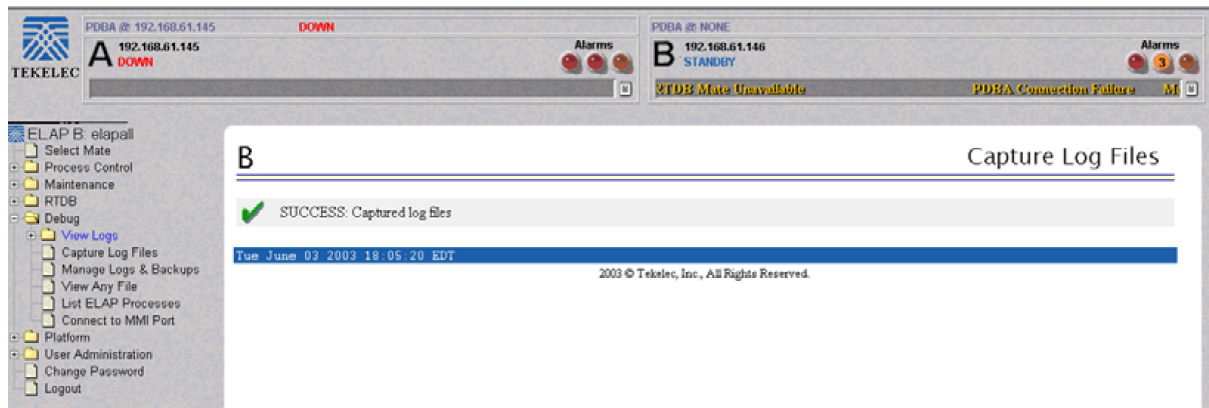 PDBA @ 192.168.61.145 DOWN
A 192.168.61.145
DOWN
Alarms
TEKELEC
PDBA @ NONE
B 192.168.61.146
STANDBY
Alarms
3
RTDB Mate Unavailable PDBA Connection Failure
ELAP B: elapall
Select Mate
Process Control
Maintenance
RTDB
Debug
View Logs
Capture Log Files
Manage Logs & Backups
View Any File
List ELAP Processes
Connect to MMI Port
Platform
User Administration
Change Password
Logout
B Capture Log Files
SUCCESS: Captured log files
Tue June 03 2003 18:05:20 EDT
2003 © Tekelec, Inc., All Rights Reserved.